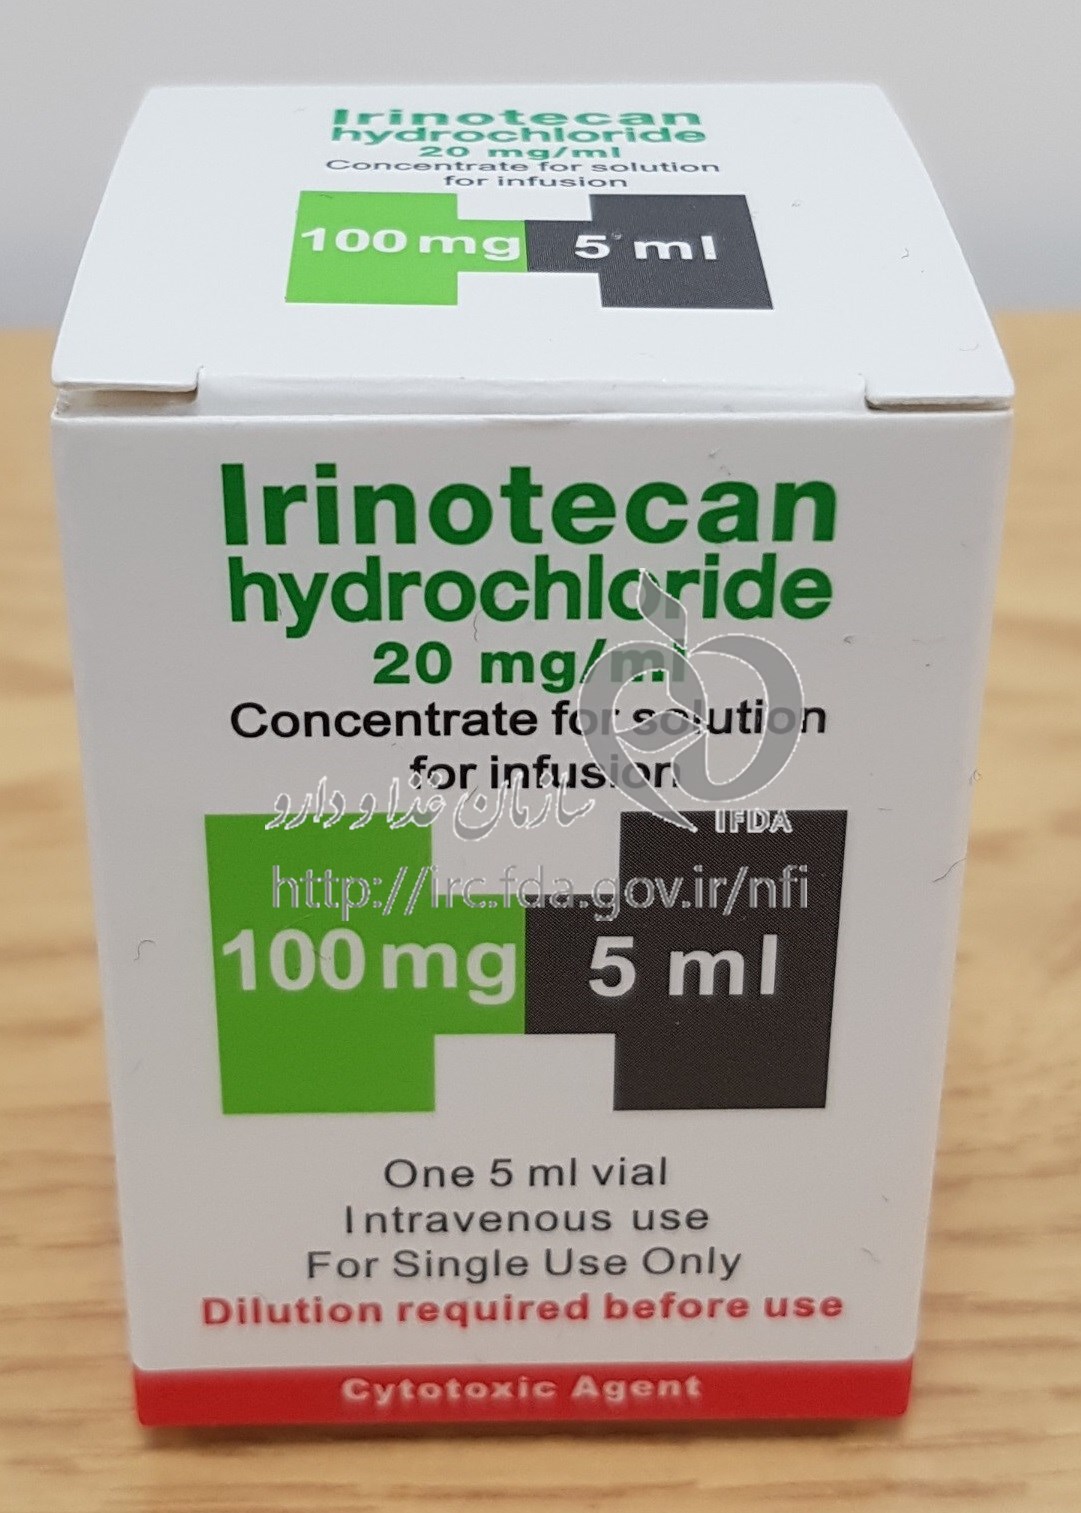 Irinotecan
hydrochloride
20 mg/ml
Concentrate for solution
for infusion
100 mg 5 ml
Irinotecan
hydrochloride
20 mg/ml
Concentrate for solution
for infusion
سازمان غذا و دارو
IFDA
http://irc.fda.gov.ir/nfi
100 mg 5 ml
One 5 ml vial
Intravenous use
For Single Use Only
Dilution required before use
Cytotoxic Agent